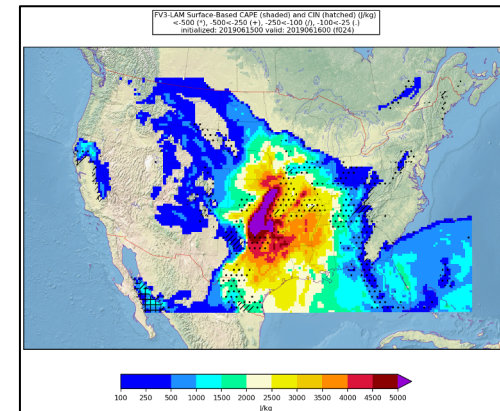 FV3-LAM Surface-Based CAPE (shaded) and CIN (hatched) (J/kg)
<-500 (*), -500<-250 (+), -250<-100 (/), -100<-25 (.)
initialized: 2019061500 valid: 2019061600 (f024)
100 250 500 1000 1500 2000 2500 3000 3500 4000 4500 5000
J/kg